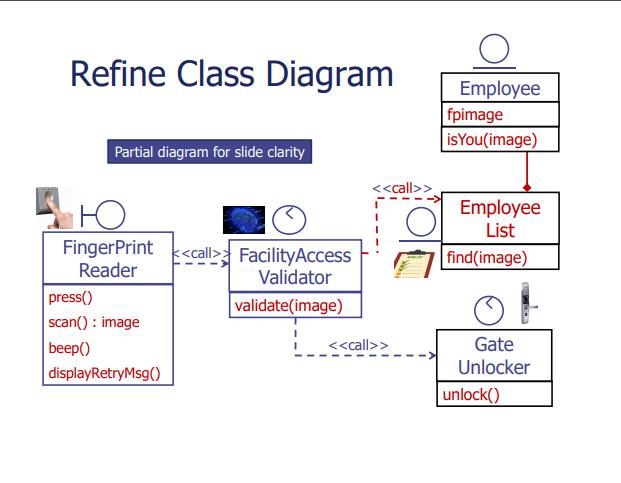 Refine Class Diagram
Partial diagram for slide clarity
Employee
fpimage
isYou(image)
<<call>>
Employee
List
find(image)
FingerPrint
Reader
press()
scan() : image
beep()
displayRetryMsg()
<<call>>
FacilityAccess
Validator
validate(image)
<<call>>
Gate
Unlocker
unlock()